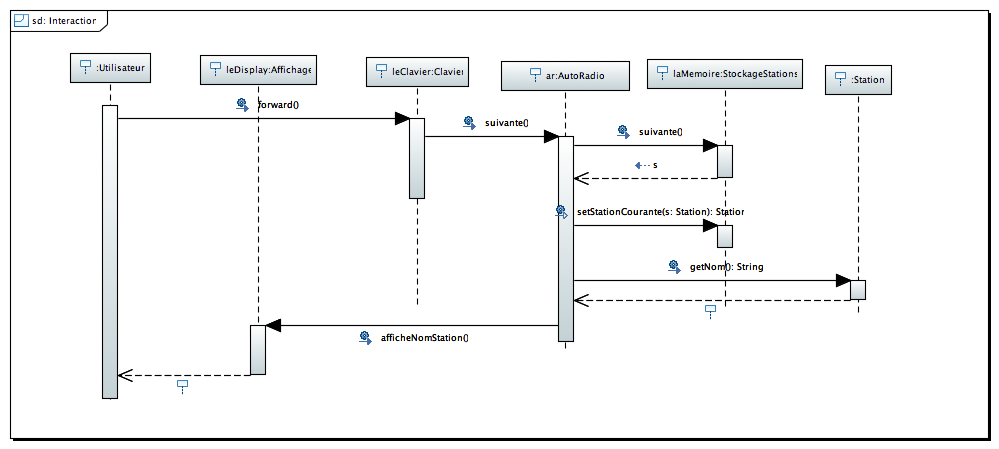 sd: Interaction
:Utilisateur
leDisplay:Affichage
leClavier:Clavier
ar:AutoRadio
laMemoire:StockageStations
:Station
forward()
suivante()
suivante()
s
setStationCourante(s: Station): Station
getNom(): String
afficheNomStation()